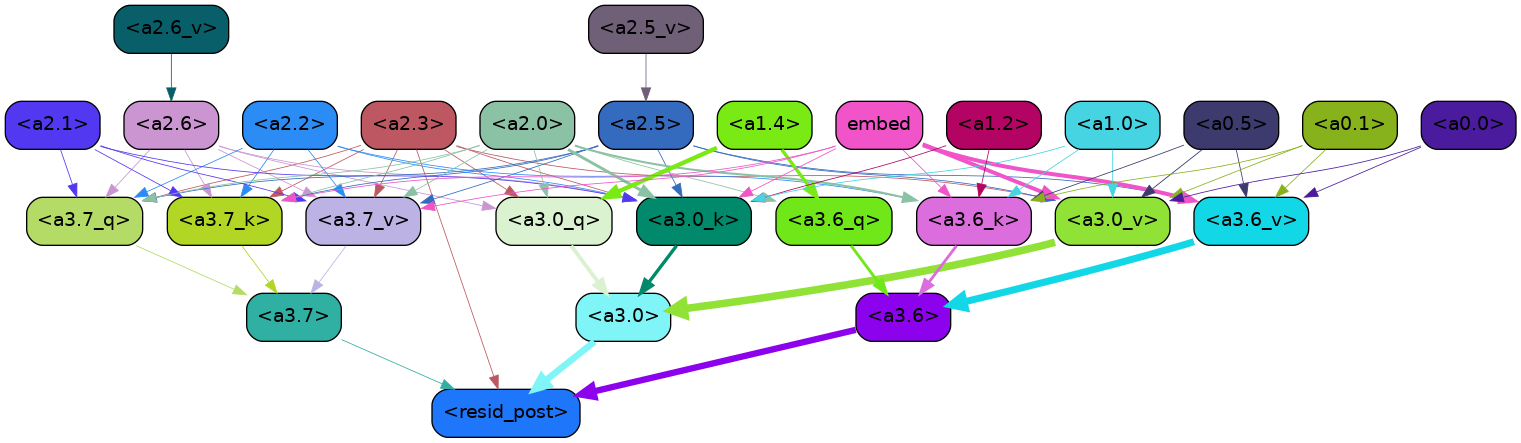 <a2.6_v> <a2.5_v>
<a2.1> <a2.6> <a2.2> <a2.3> <a2.0> <a2.5> <a1.4> embed <a1.2> <a1.0> <a0.5> <a0.1> <a0.0>
<a3.7_q> <a3.7_k> <a3.7_v> <a3.0_q> <a3.0_k> <a3.6_q> <a3.6_k> <a3.0_v> <a3.6_v>
<a3.7> <a3.0> <a3.6>
<resid_post>